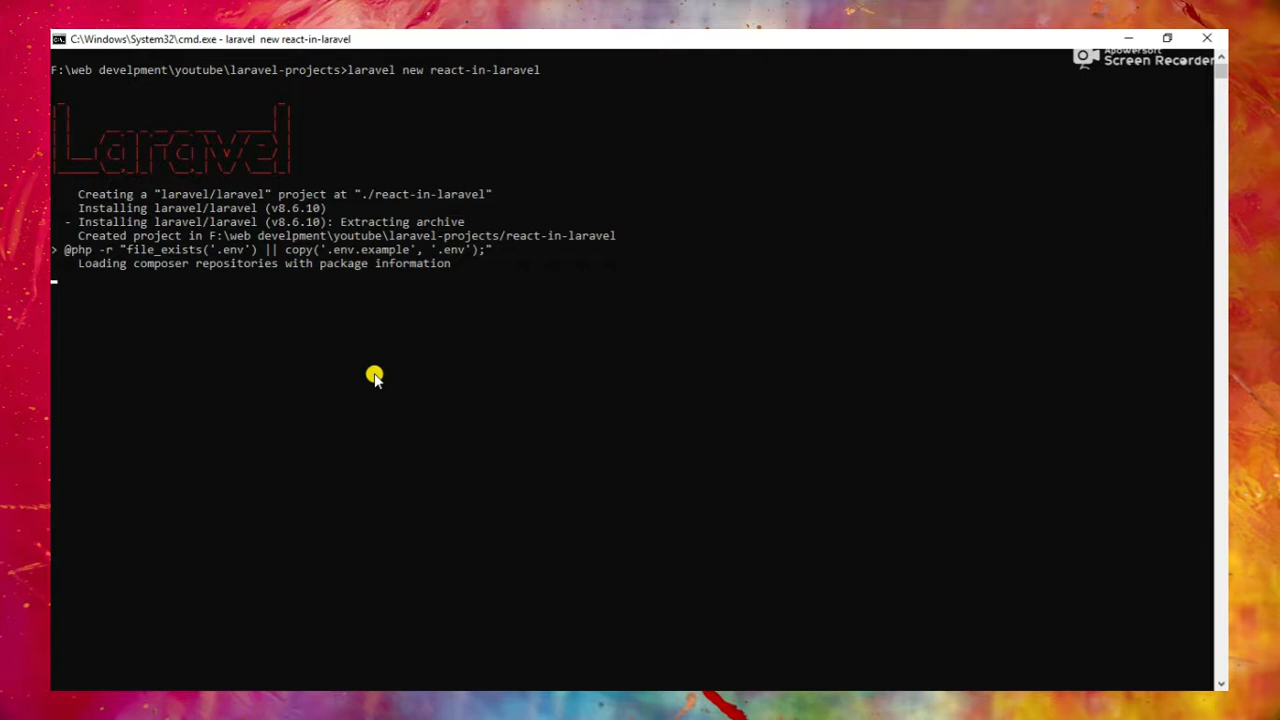 C:\Windows\System32\cmd.exe - laravel  new react-in-laravel
Apowersoft
Screen Recorder
F:\web develpment\youtube\laravel-projects>laravel new react-in-laravel
Laravel
Creating a "laravel/laravel" project at "./react-in-laravel"
Installing laravel/laravel (v8.6.10)
- Installing laravel/laravel (v8.6.10): Extracting archive
Created project in F:\web develpment\youtube\laravel-projects/react-in-laravel
> @php -r "file_exists('.env') || copy('.env.example', '.env');"
Loading composer repositories with package information